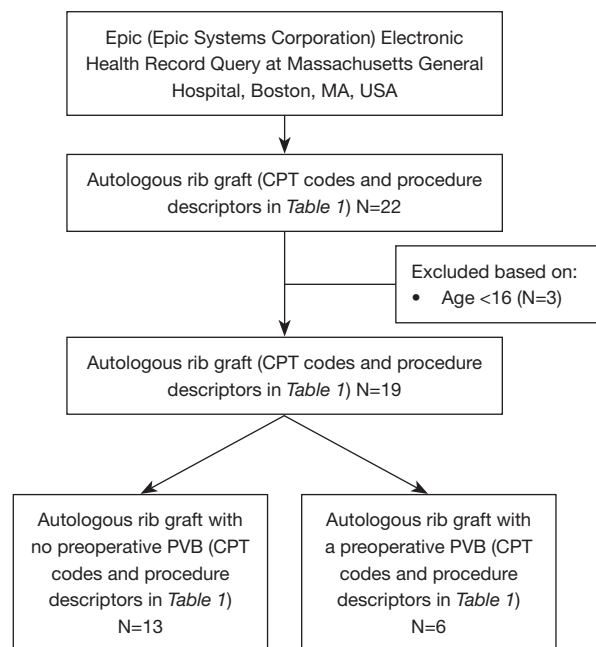 Epic (Epic Systems Corporation) Electronic
Health Record Query at Massachusetts General
Hospital, Boston, MA, USA
Autologous rib graft (CPT codes and procedure
descriptors in Table 1) N=22
Excluded based on:
• Age <16 (N=3)
Autologous rib graft (CPT codes and procedure
descriptors in Table 1) N=19
Autologous rib graft with
no preoperative PVB (CPT
codes and procedure
descriptors in Table 1)
N=13
Autologous rib graft with
a preoperative PVB (CPT
codes and procedure
descriptors in Table 1)
N=6